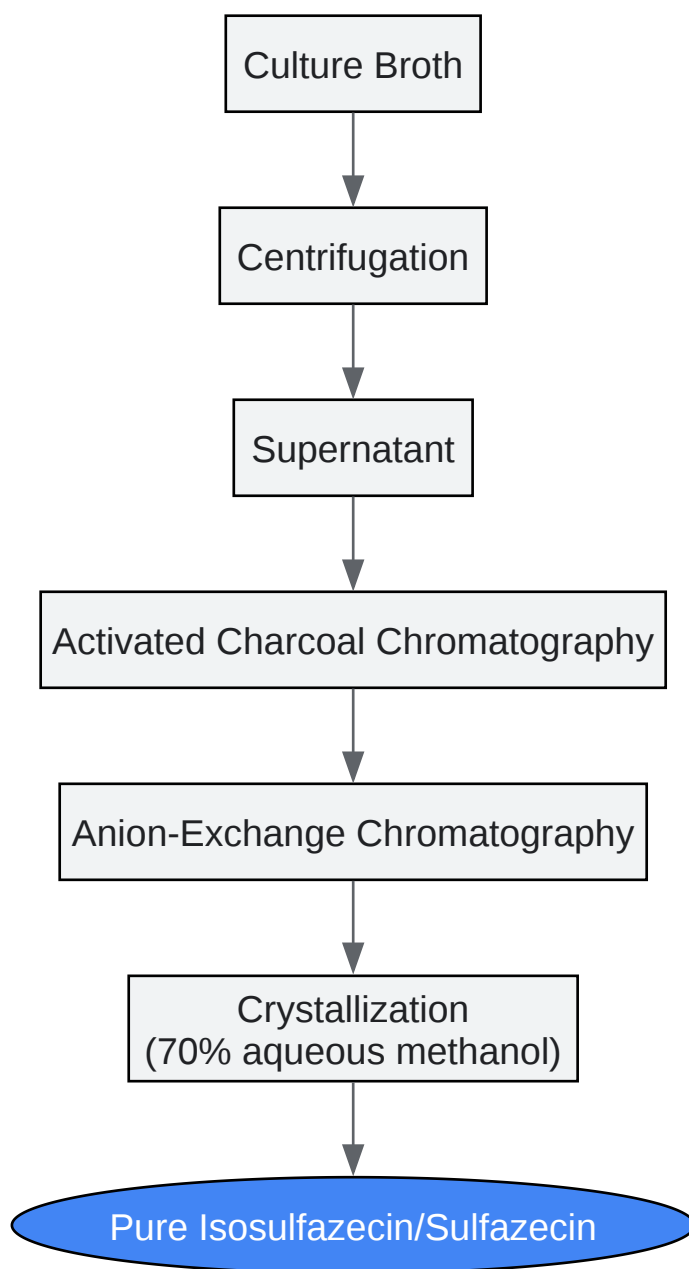 Culture Broth
Centrifugation
Supernatant
Activated Charcoal Chromatography
Anion-Exchange Chromatography
Crystallization
(70% aqueous methanol)
Pure Isosulfazecin/Sulfazecin